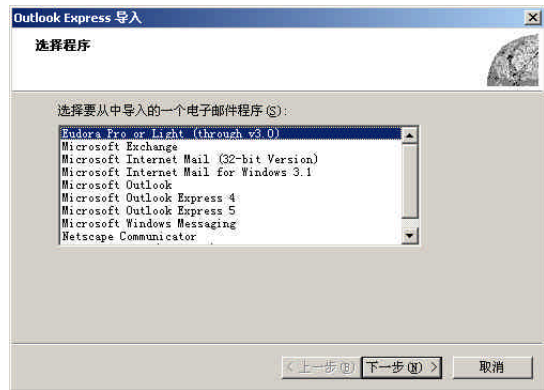 Outlook Express 导入
选择程序
选择要从中导入的一个电子邮件程序(S):
Eudora Pro or Light (through v3.0)
Microsoft Exchange
Microsoft Internet Mail (32-bit Version)
Microsoft Internet Mail for Windows 3.1
Microsoft Outlook
Microsoft Outlook Express 4
Microsoft Outlook Express 5
Microsoft Windows Messaging
Netscape Communicator
< 上一步(B) 下一步(N) > 取消